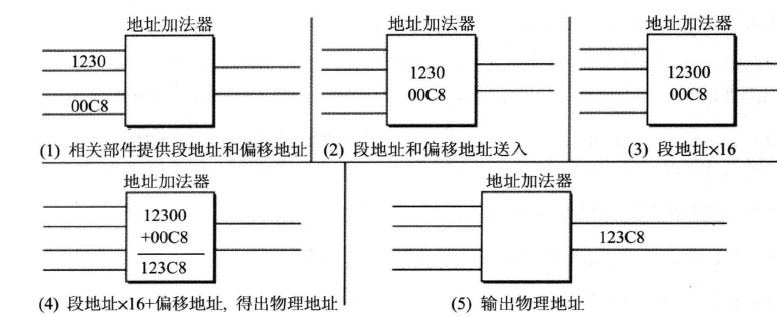 地址加法器
1230
00C8
(1) 相关部件提供段地址和偏移地址
地址加法器
1230
00C8
(2) 段地址和偏移地址送入
地址加法器
12300
00C8
(3) 段地址×16
地址加法器
12300
+00C8
123C8
(4) 段地址×16+偏移地址, 得出物理地址
地址加法器
123C8
(5) 输出物理地址